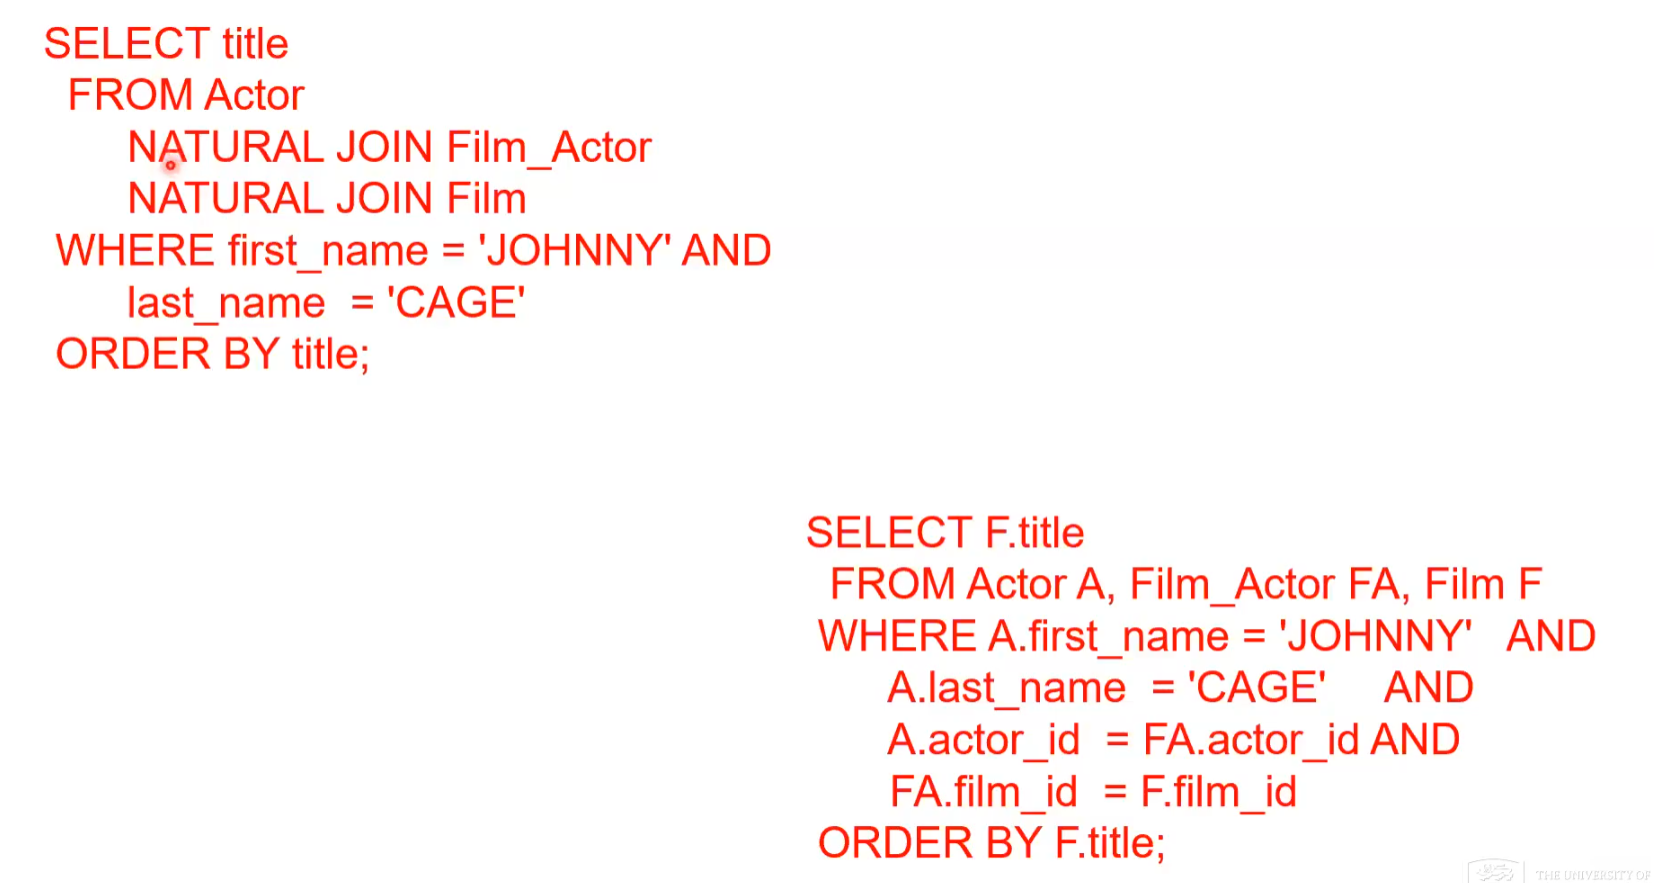 SELECT title
FROM Actor
NATURAL JOIN Film_Actor
NATURAL JOIN Film
WHERE first_name = 'JOHNNY' AND
last_name = 'CAGE'
ORDER BY title;
SELECT F.title
FROM Actor A, Film_Actor FA, Film F
WHERE A.first_name = 'JOHNNY' AND
A.last_name = 'CAGE' AND
A.actor_id = FA.actor_id AND
FA.film_id = F.film_id
ORDER BY F.title;
THE UNIVERSITY OF